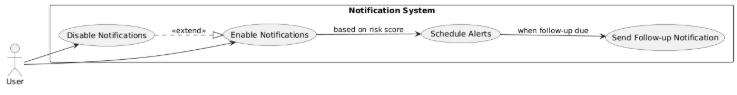 Notification System
Disable Notifications
«extend»
Enable Notifications
based on risk score
Schedule Alerts
when follow-up due
Send Follow-up Notification
User